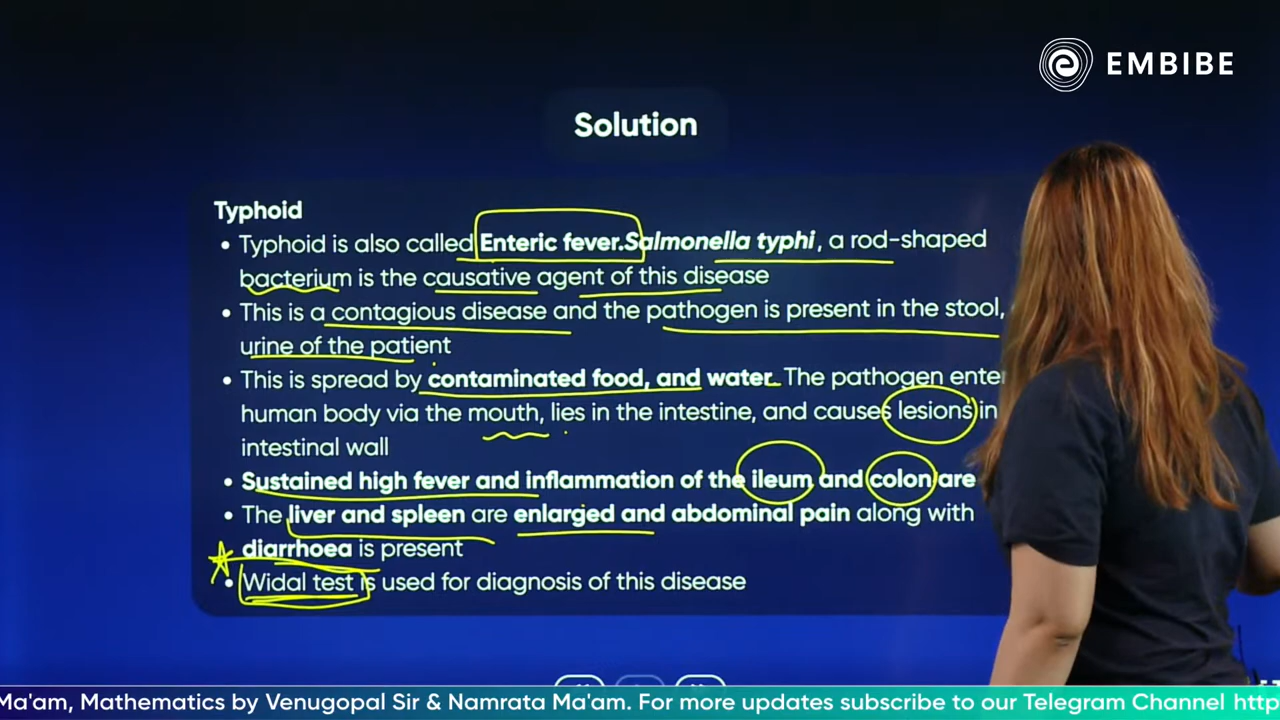 EMBIBE
Solution
Typhoid
• Typhoid is also called Enteric fever.Salmonella typhi, a rod-shaped
bacterium is the causative agent of this disease
• This is a contagious disease and the pathogen is present in the stool,
urine of the patient
• This is spread by contaminated food, and water. The pathogen enter
human body via the mouth, lies in the intestine, and causes lesions in
intestinal wall
• Sustained high fever and inflammation of the ileum and colon are
• The liver and spleen are enlarged and abdominal pain along with
diarrhoea is present
• Widal test is used for diagnosis of this disease
Ma'am, Mathematics by Venugopal Sir & Namrata Ma'am. For more updates subscribe to our Telegram Channel http